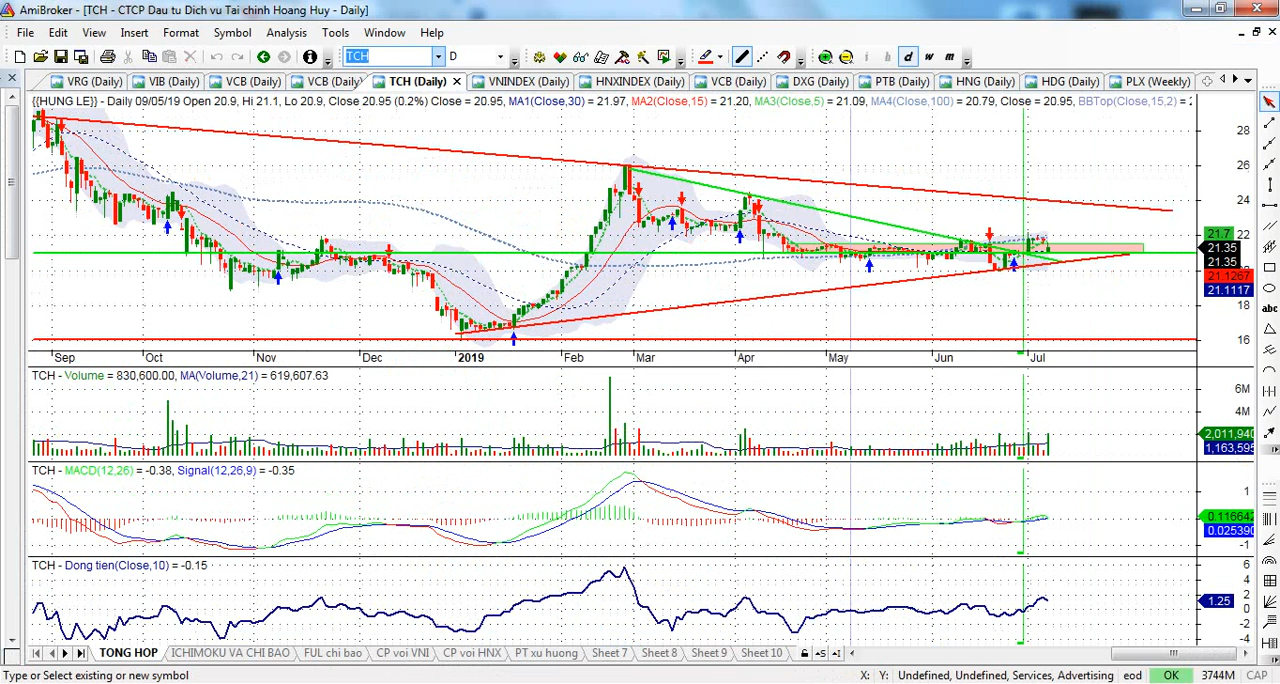 AmiBroker - [TCH - CTCP Dau tu Dich vu Tai chinh Hoang Huy - Daily]
File Edit View Insert Format Symbol Analysis Tools Window Help
TCH D i h d w m
VRG (Daily) VIB (Daily) VCB (Daily) VCB (Daily) TCH (Daily) VNINDEX (Daily) HNXINDEX (Daily) VCB (Daily) DXG (Daily) PTB (Daily) HNG (Daily) HDG (Daily) PLX (Weekly)
{{HUNG LE}} - Daily 09/05/19 Open 20.9, Hi 21.1, Lo 20.9, Close 20.95 (0.2%) Close = 20.95, MA1(Close,30) = 21.97, MA2(Close,15) = 21.20, MA3(Close,5) = 21.09, MA4(Close,100) = 20.79, Close = 20.95, BBTop(Close,15,2) =
28
26
24
22
21.7
21.35
21.35
20
21.1267
21.1117
18
16
abc
Sep Oct Nov Dec 2019 Feb Mar Apr May Jun Jul
TCH - Volume = 830,600.00, MA(Volume,21) = 619,607.63
6M
4M
2,011,940
1,163,595
TCH - MACD(12,26) = -0.38, Signal(12,26,9) = -0.35
1
0.116642
0.025390
-1
TCH - Dong tien(Close,10) = -0.15
6
4
2
1.25
0
-2
-4
TONG HOP ICHIMOKU VA CHI BAO FUL chi bao CP voi VNI CP voi HNX PT xu huong Sheet 7 Sheet 8 Sheet 9 Sheet 10
Type or Select existing or new symbol X: Y: Undefined, Undefined, Services, Advertising eod OK 3744M CAP